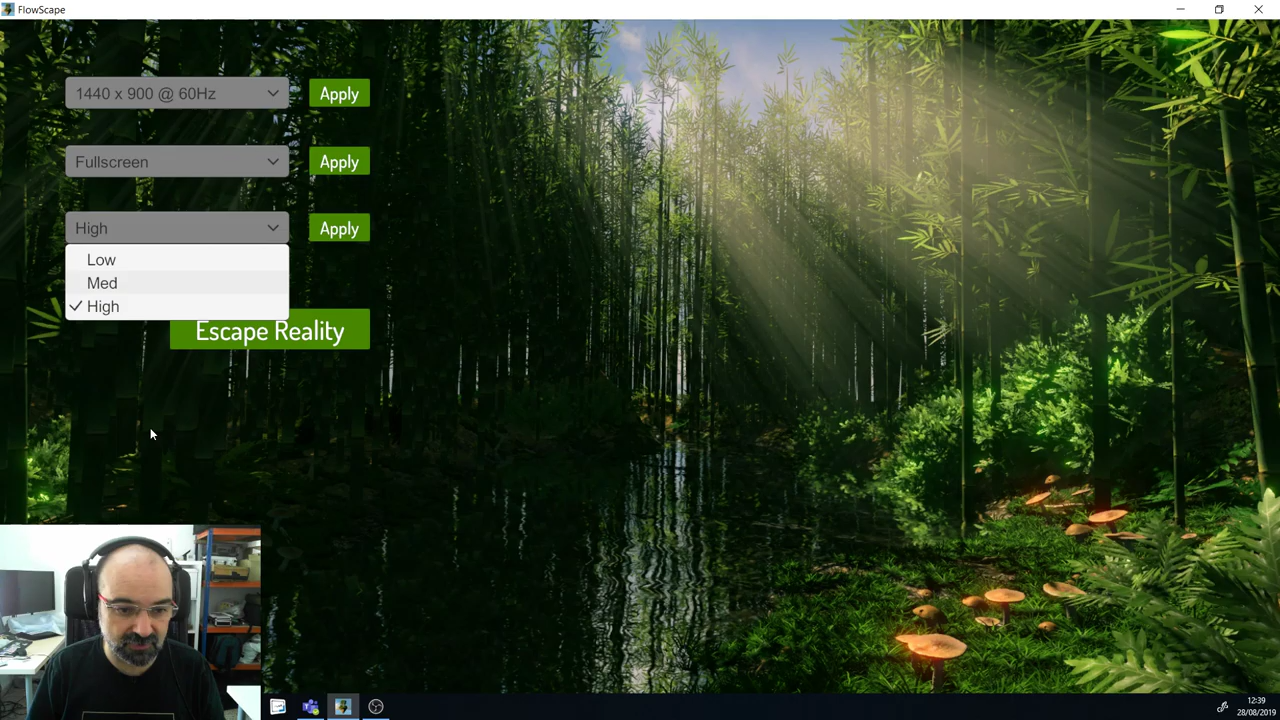 FlowScape
1440 x 900 @ 60Hz
Apply
Fullscreen
Apply
High
Apply
Low
Med
High
Escape Reality
12:39
28/08/2019